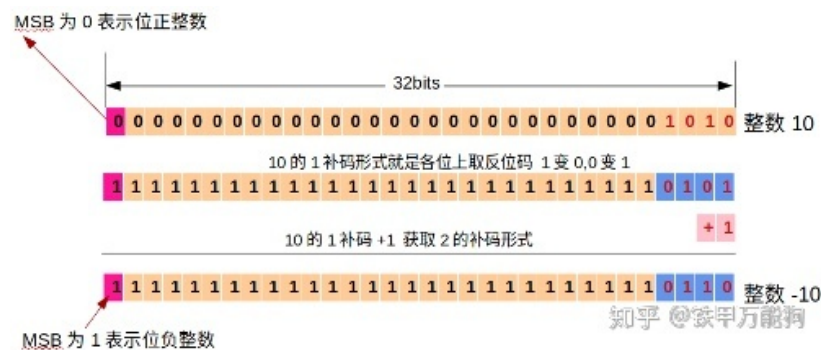 MSB 为 0 表示位正整数
32bits
0 0 0 0 0 0 0 0 0 0 0 0 0 0 0 0 0 0 0 0 0 0 0 0 0 0 0 0 1 0 1 0 整数 10
10 的 1 补码形式就是各位上取反位码 1 变 0,0 变 1
1 1 1 1 1 1 1 1 1 1 1 1 1 1 1 1 1 1 1 1 1 1 1 1 1 1 1 1 0 1 0 1
+ 1
10 的 1 补码 +1 获取 2 的补码形式
1 1 1 1 1 1 1 1 1 1 1 1 1 1 1 1 1 1 1 1 1 1 1 1 1 1 1 1 0 1 1 0 整数 -10
知乎 @铁甲万能狗
MSB 为 1 表示位负整数